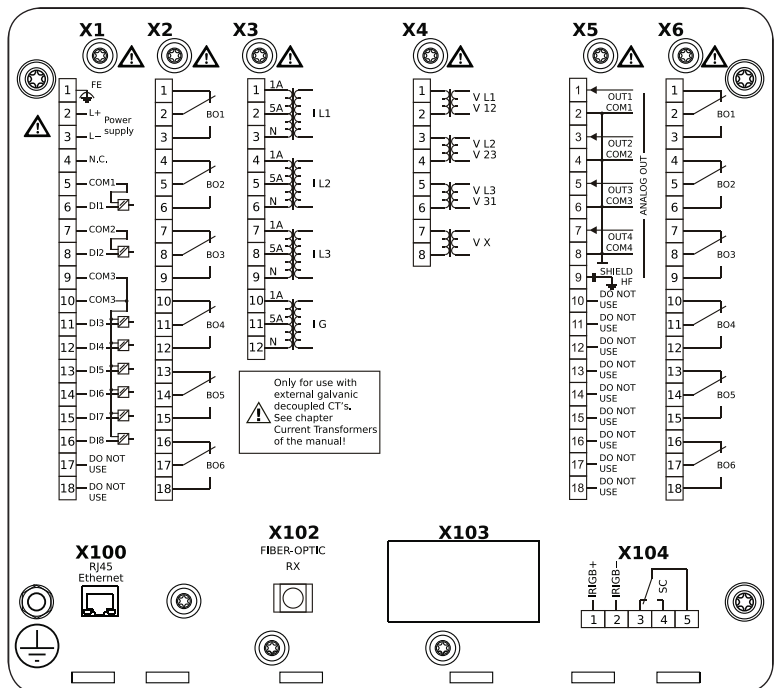 X1 X2 X3 X4 X5 X6
1 FE
2 L+
3 L–
Power
supply
4 N.C.
5 COM1
6 DI1
7 COM2
8 DI2
9 COM3
10 COM3
11 DI3
12 DI4
13 DI5
14 DI6
15 DI7
16 DI8
17 DO NOT
USE
18 DO NOT
USE
1
2 BO1
3
4
5 BO2
6
7
8 BO3
9
10
11 BO4
12
13
14 BO5
15
16
17 BO6
18
1 1A
2 5A I L1
3 N
4 1A
5 5A I L2
6 N
7 1A
8 5A I L3
9 N
10 1A
11 5A I G
12 N
Only for use with
external galvanic
decoupled CT's.
See chapter
Current Transformers
of the manual!
1 V L1
2 V 12
3 V L2
4 V 23
5 V L3
6 V 31
7 V X
8
1 OUT1
2 COM1
3 OUT2
4 COM2
5 OUT3
6 COM3
7 OUT4
8 COM4
ANALOG OUT
9 SHIELD
HF
10 DO NOT
USE
11 DO NOT
USE
12 DO NOT
USE
13 DO NOT
USE
14 DO NOT
USE
15 DO NOT
USE
16 DO NOT
USE
17 DO NOT
USE
18 DO NOT
USE
1
2 BO1
3
4
5 BO2
6
7
8 BO3
9
10
11 BO4
12
13
14 BO5
15
16
17 BO6
18
X100
RJ45
Ethernet
X102
FIBER-OPTIC
RX
X103
X104
IRIGB+
IRIGB–
SC
1 2 3 4 5